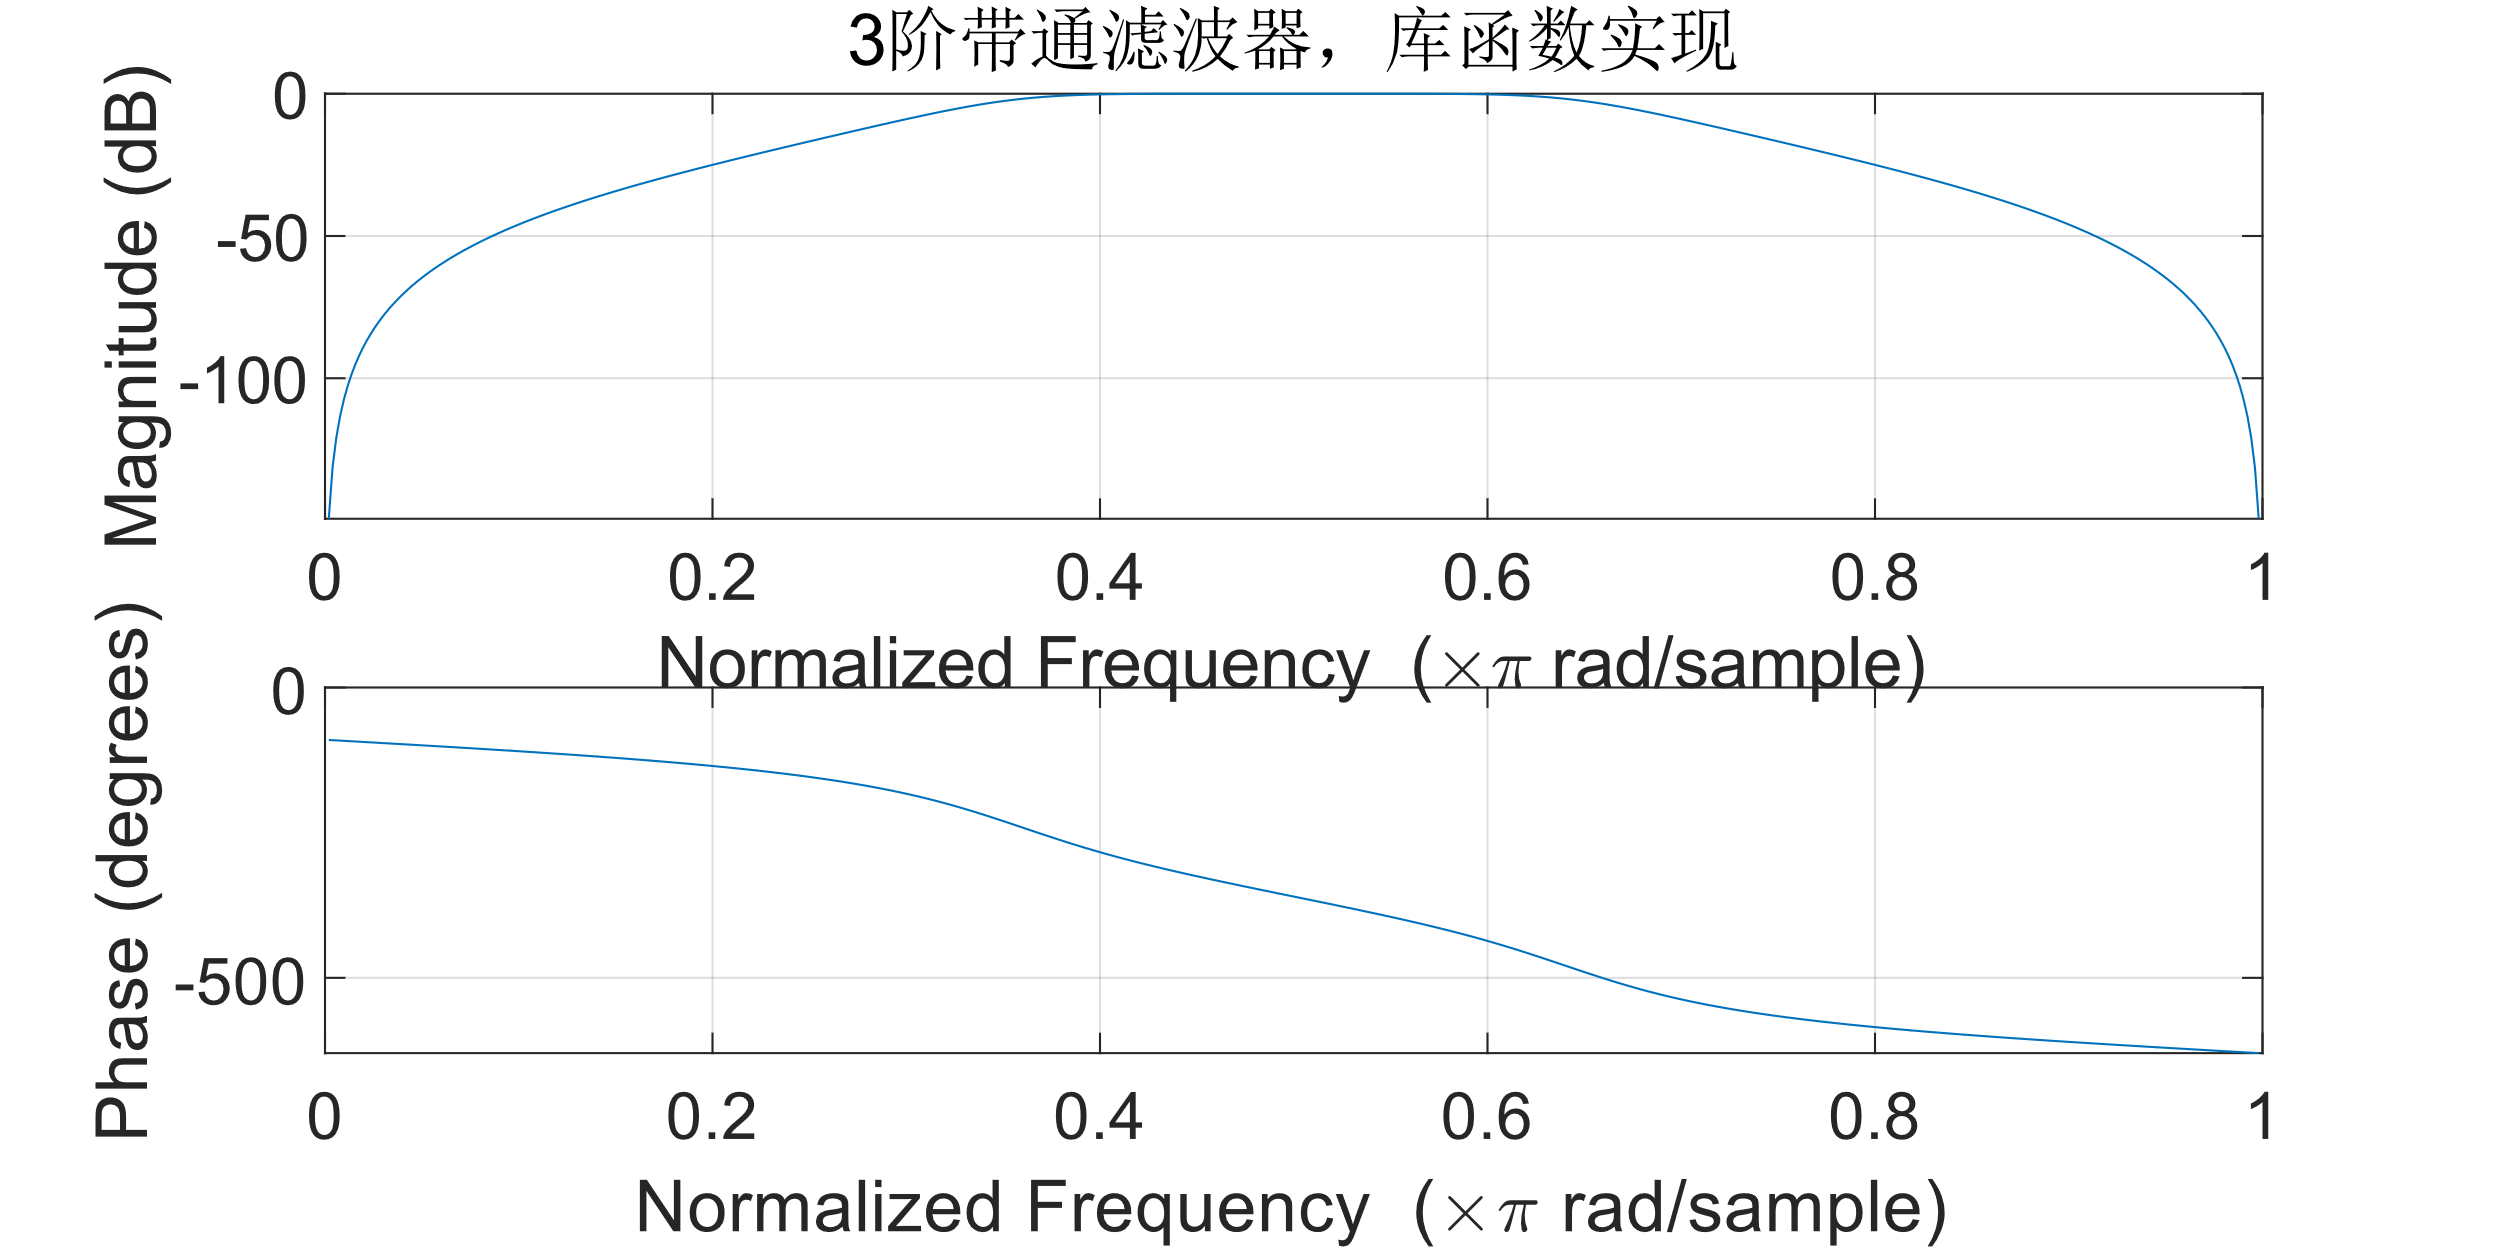 3阶带通滤波器，库函数实现
Magnitude (dB)
0
-50
-100
0 0.2 0.4 0.6 0.8 1
Normalized Frequency (×π rad/sample)
Phase (degrees)
0
-500
0 0.2 0.4 0.6 0.8 1
Normalized Frequency (×π rad/sample)